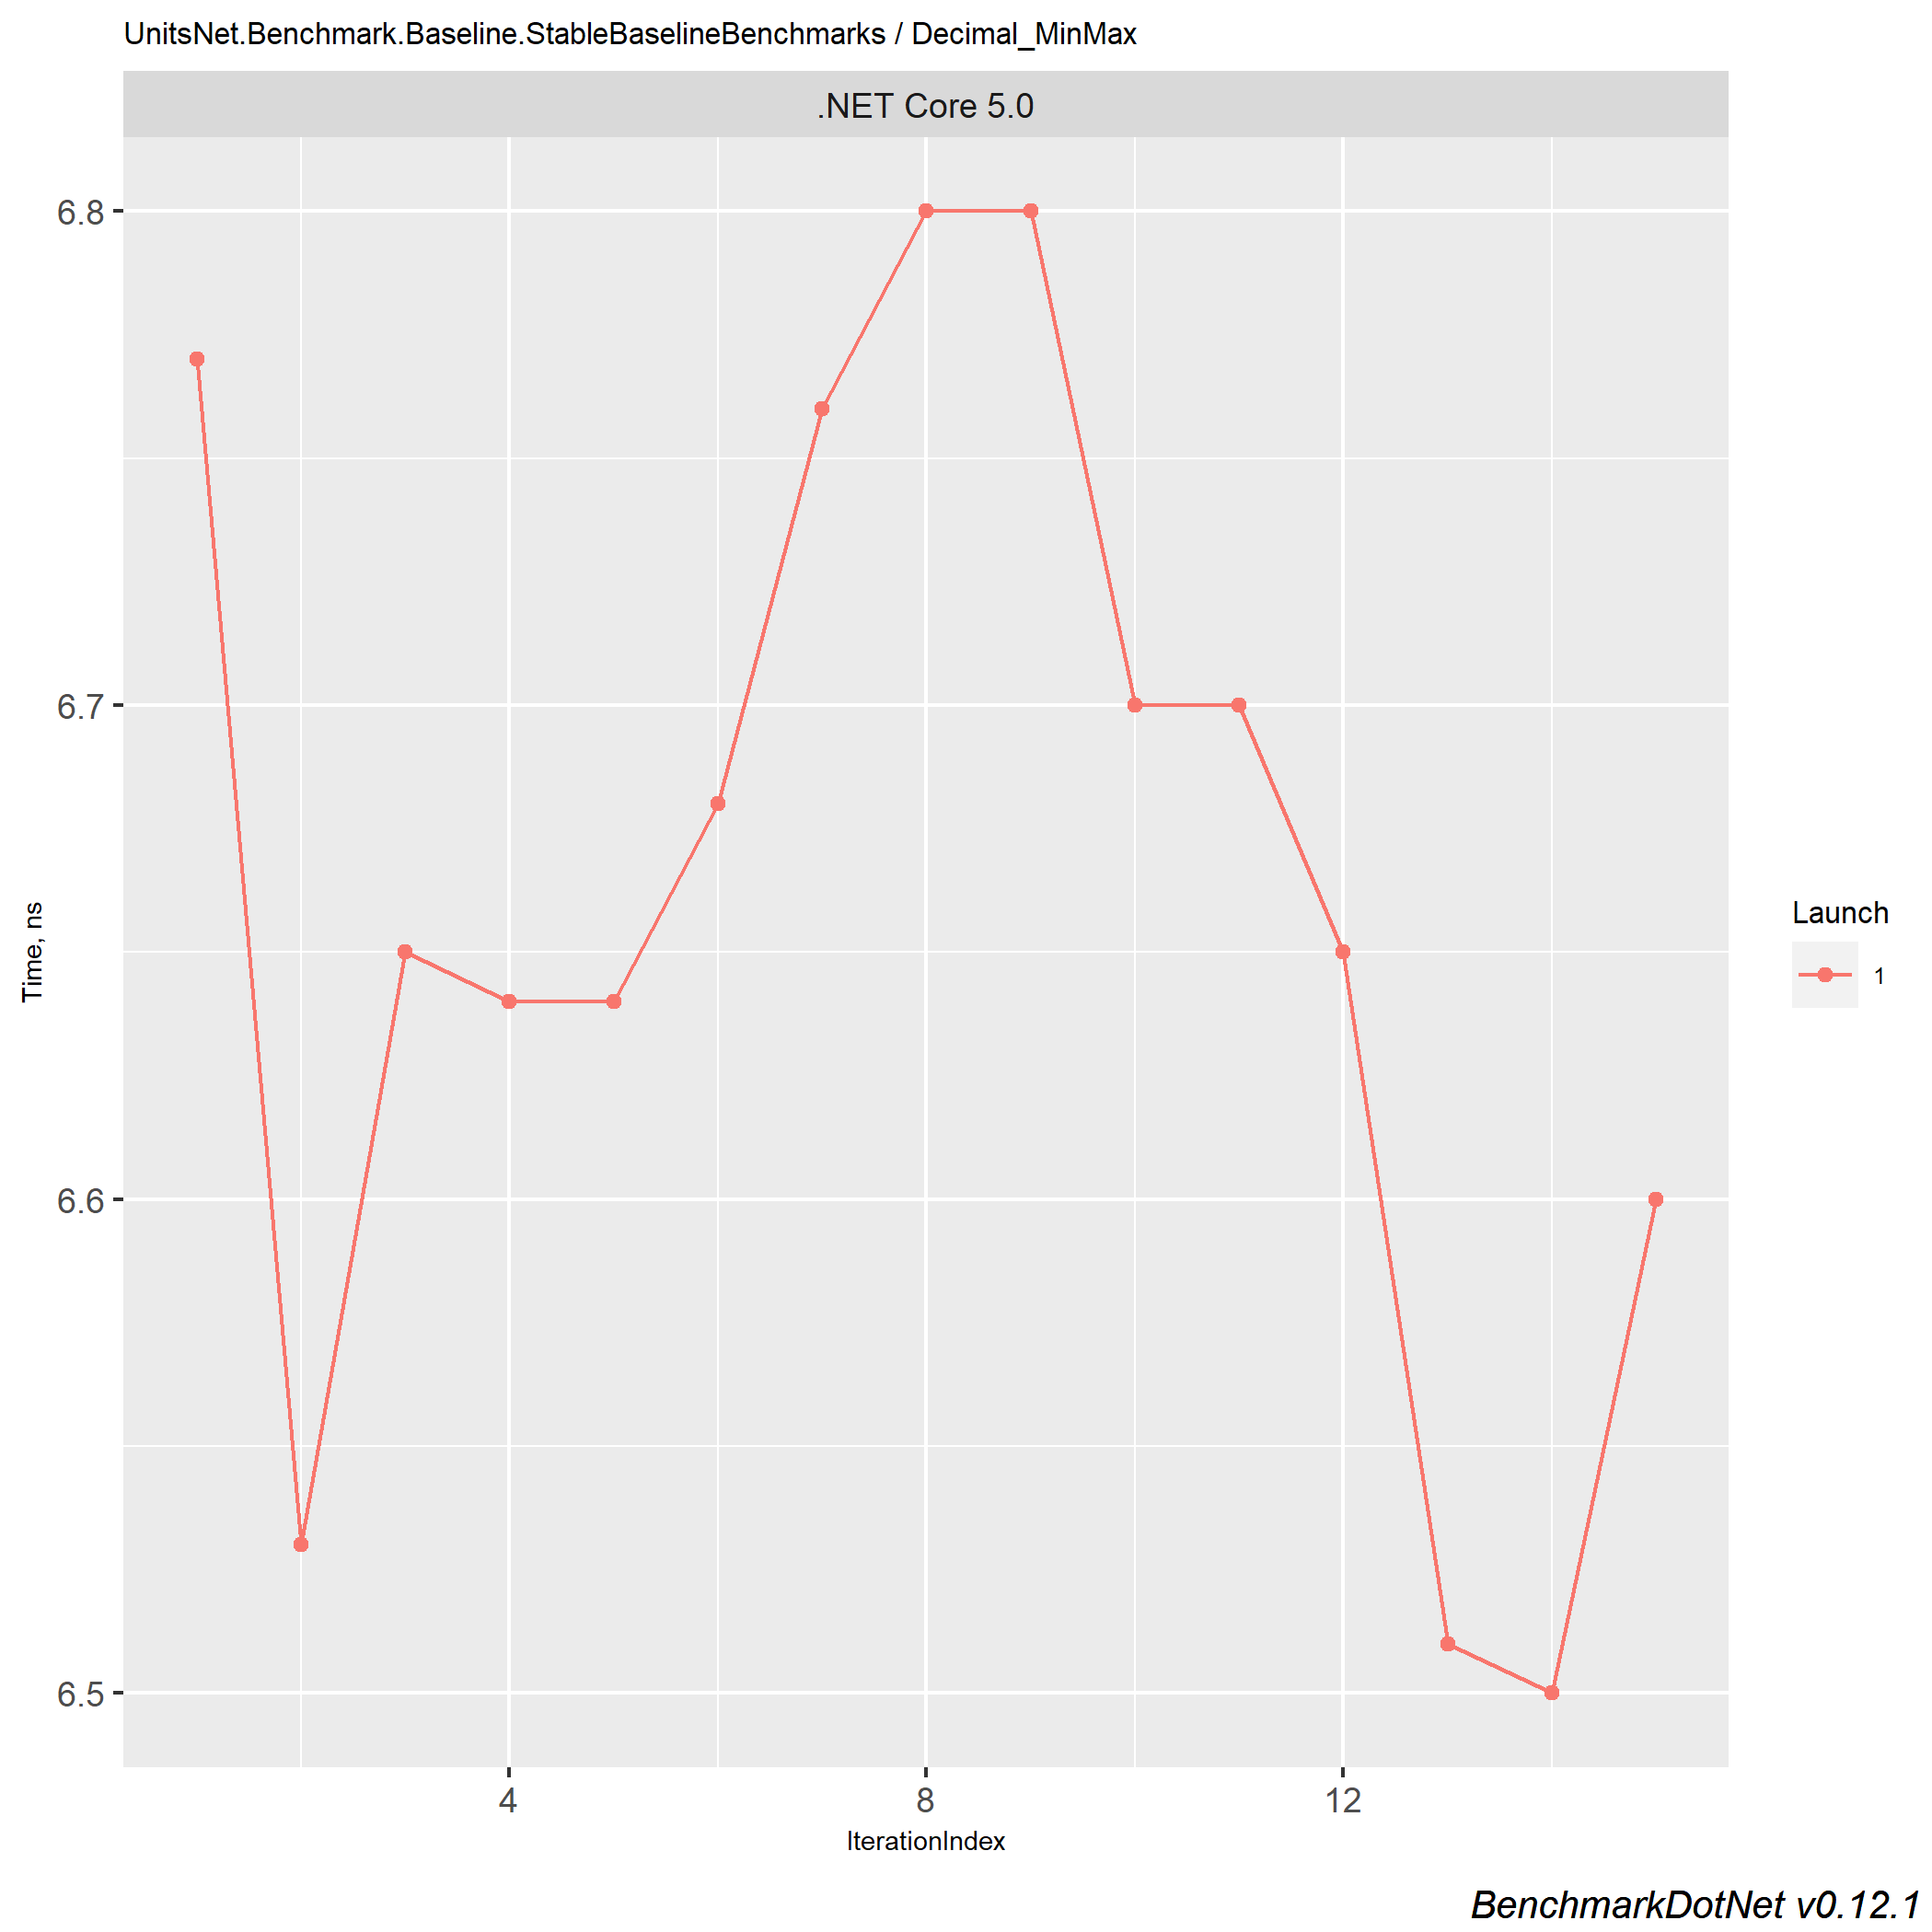 UnitsNet.Benchmark.Baseline.StableBaselineBenchmarks / Decimal_MinMax
.NET Core 5.0
6.8
6.7
6.6
6.5
Time, ns
4
8
12
IterationIndex
Launch
1
BenchmarkDotNet v0.12.1